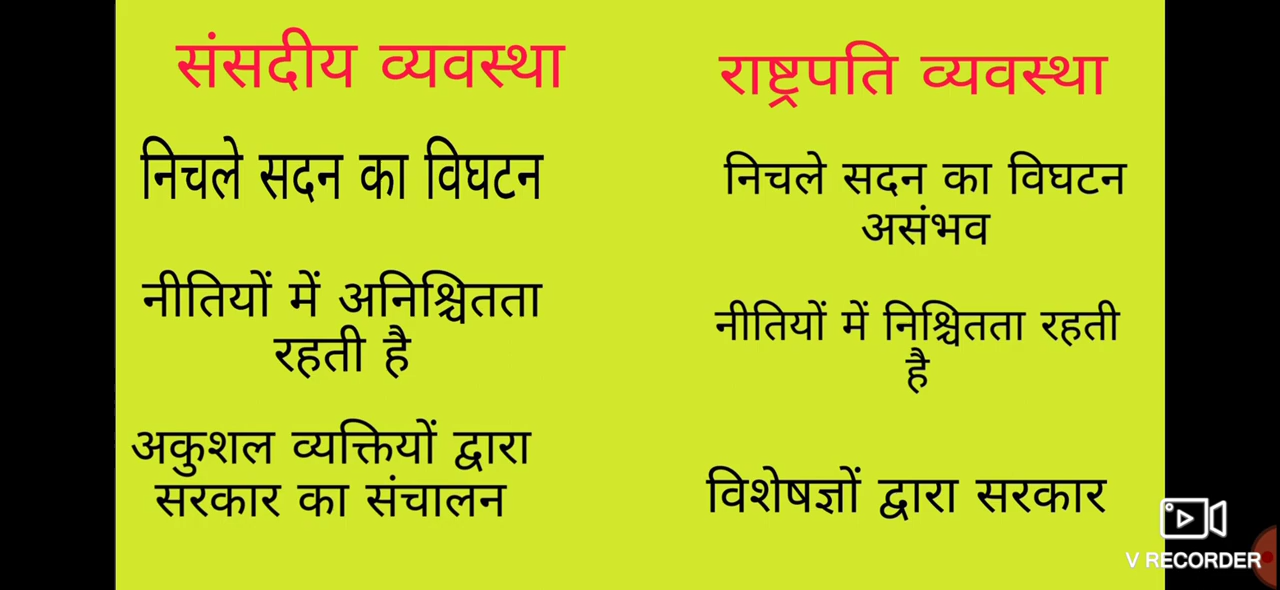 संसदीय व्यवस्था
निचले सदन का विघटन
नीतियों में अनिश्चितता
रहती है
अकुशल व्यक्तियों द्वारा
सरकार का संचालन
राष्ट्रपति व्यवस्था
निचले सदन का विघटन
असंभव
नीतियों में निश्चितता रहती
है
विशेषज्ञों द्वारा सरकार
V RECORDER